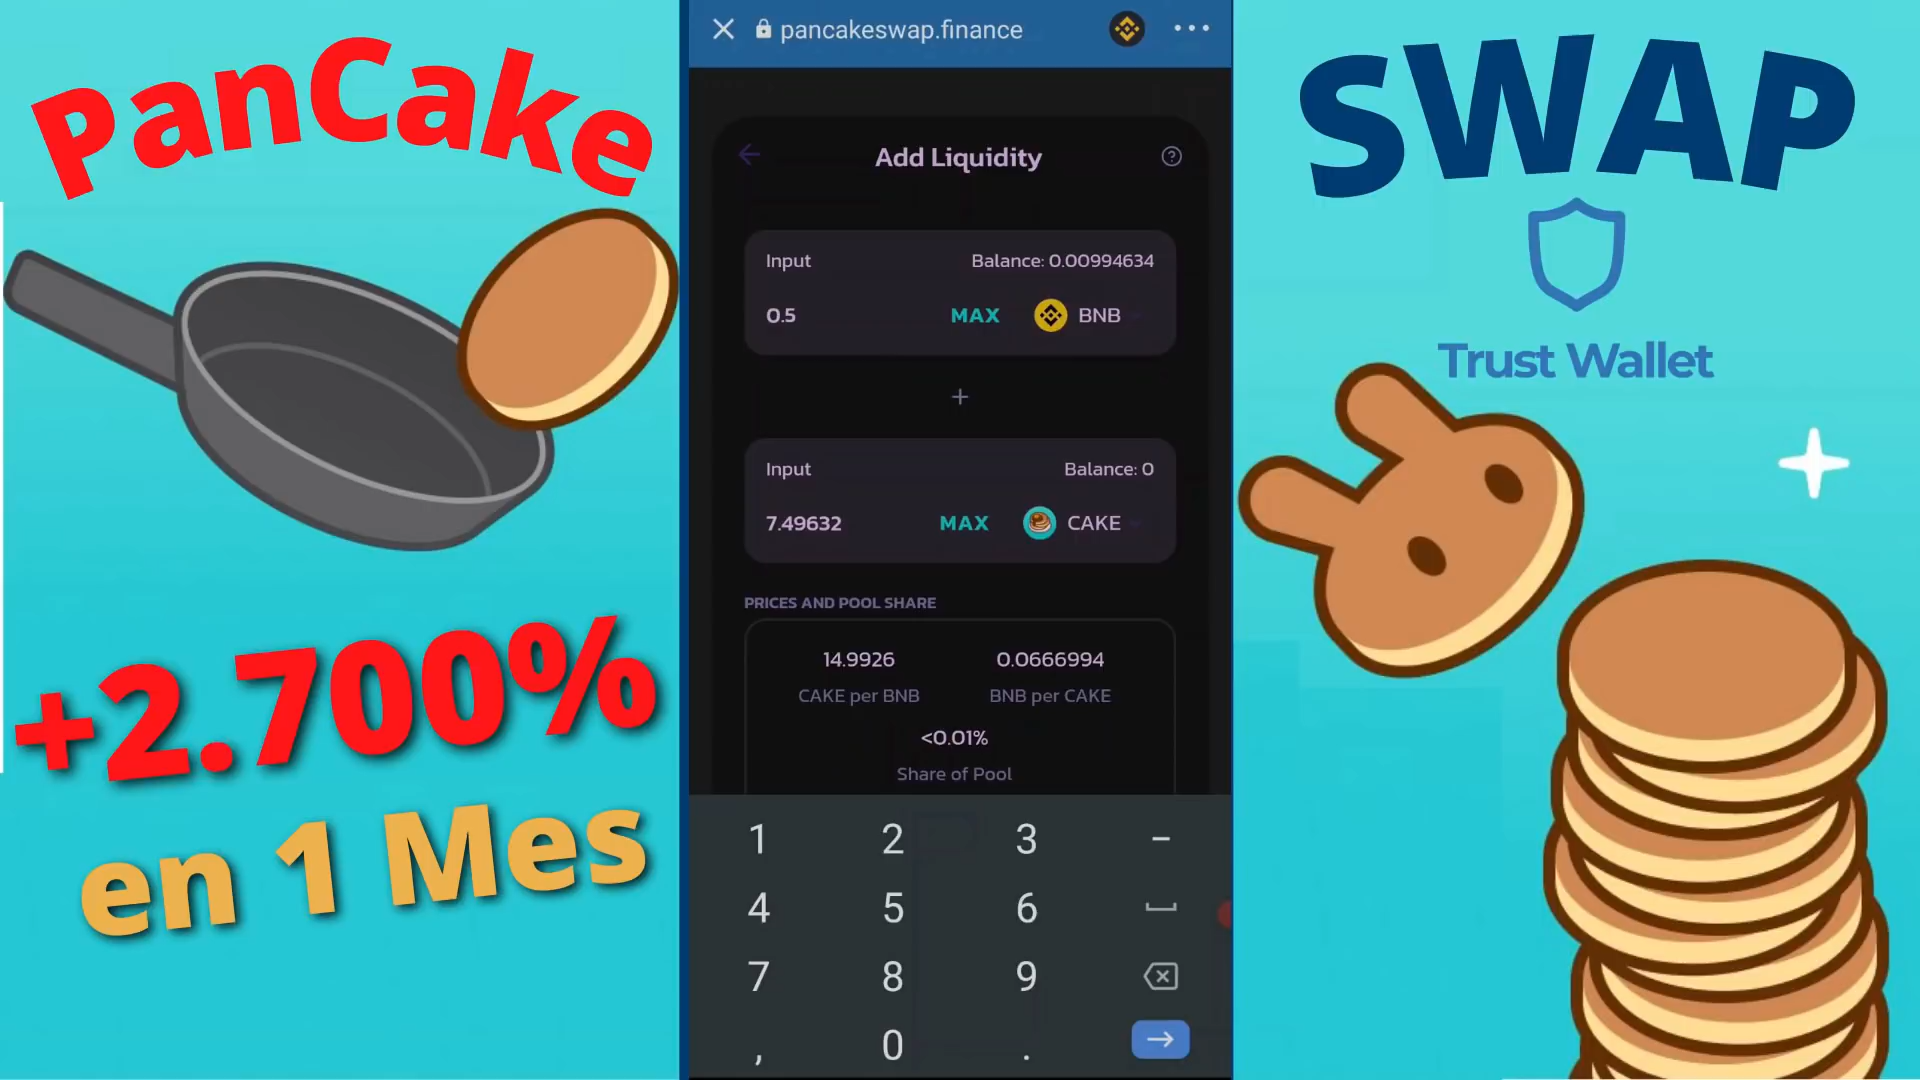 PanCake
+2.700%
en 1 Mes
pancakeswap.finance
Add Liquidity
Input Balance: 0.00994634
0.5 MAX BNB
+
Input Balance: 0
7.49632 MAX CAKE
PRICES AND POOL SHARE
14.9926 0.0666994
CAKE per BNB BNB per CAKE
<0.01%
Share of Pool
1 2 3 -
4 5 6
7 8 9
, 0 .
SWAP
Trust Wallet